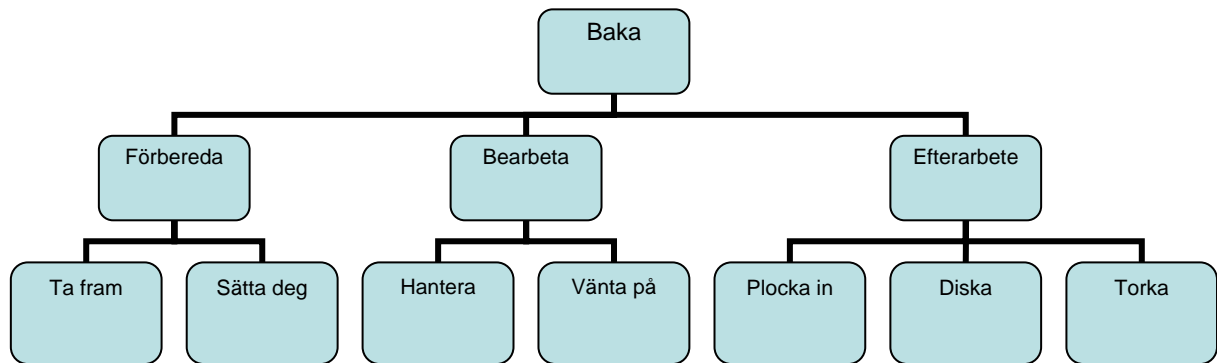 Baka
Förbereda
Bearbeta
Efterarbete
Ta fram
Sätta deg
Hantera
Vänta på
Plocka in
Diska
Torka